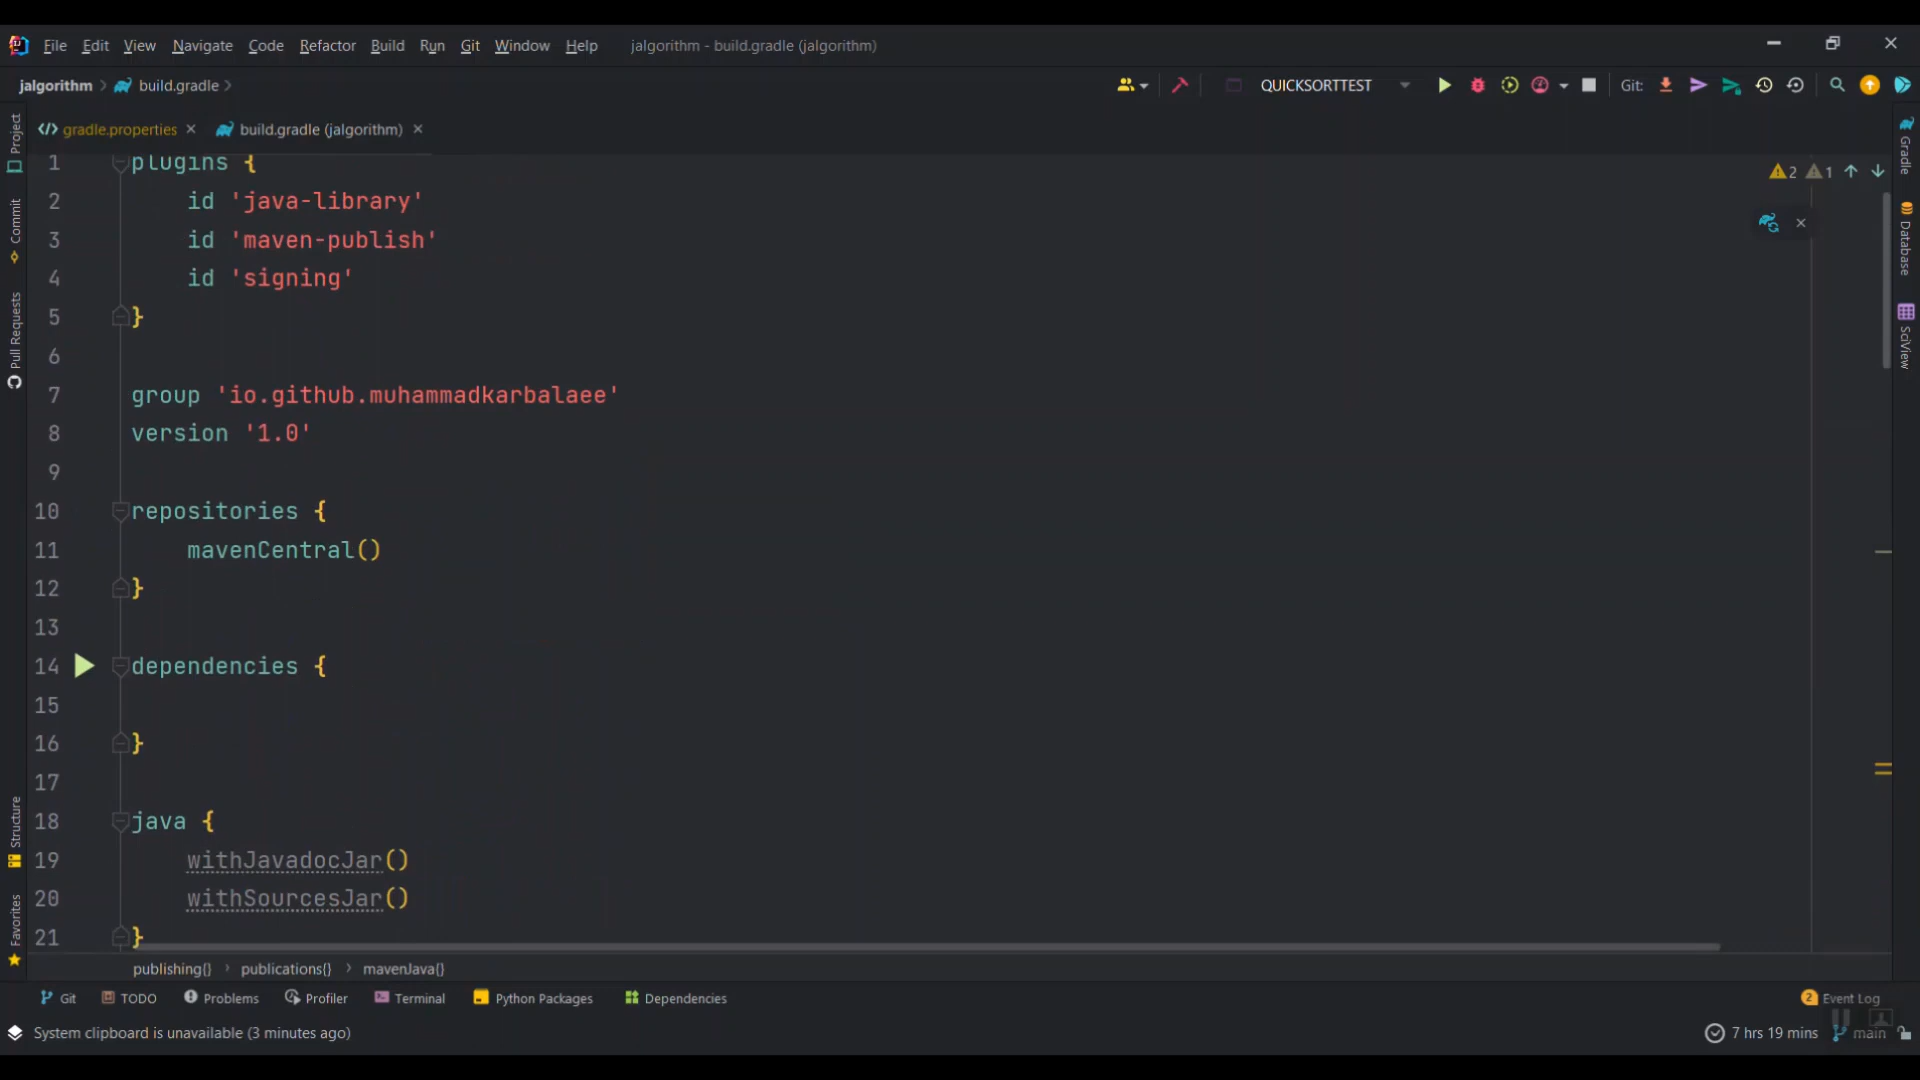 File Edit View Navigate Code Refactor Build Run Git Window Help jalgorithm - build.gradle (jalgorithm)
jalgorithm build.gradle QUICKSORTTEST Git:
gradle.properties build.gradle (jalgorithm)
Project
Commit
Pull Requests
Structure
Favorites
1 plugins {
2 id 'java-library'
3 id 'maven-publish'
4 id 'signing'
5 }
6
7 group 'io.github.muhammadkarbalaee'
8 version '1.0'
9
10 repositories {
11 mavenCentral()
12 }
13
14 dependencies {
15
16 }
17
18 java {
19 withJavadocJar()
20 withSourcesJar()
21 }
2 1
Gradle
Database
SciView
publishing{} publications{} mavenJava()
Git TODO Problems Profiler Terminal Python Packages Dependencies 2 Event Log
System clipboard is unavailable (3 minutes ago) 7 hrs 19 mins main